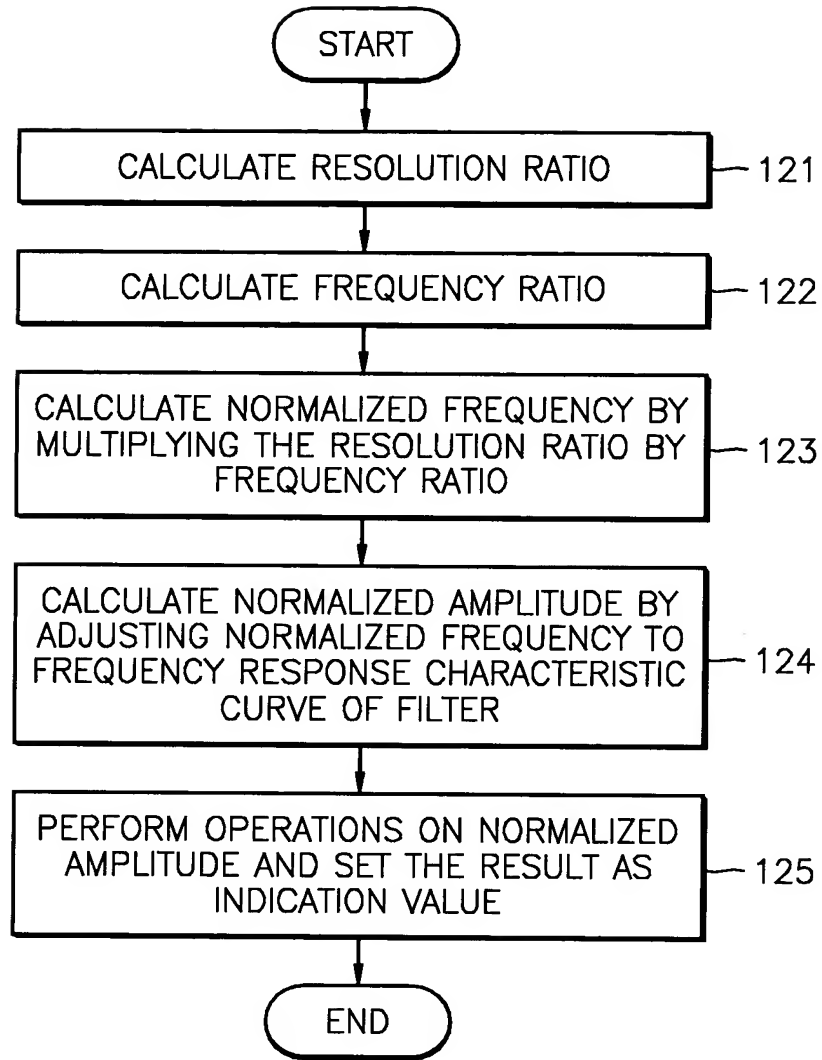 START
CALCULATE RESOLUTION RATIO
121
CALCULATE FREQUENCY RATIO
122
CALCULATE NORMALIZED FREQUENCY BY
MULTIPLYING THE RESOLUTION RATIO BY
FREQUENCY RATIO
123
CALCULATE NORMALIZED AMPLITUDE BY
ADJUSTING NORMALIZED FREQUENCY TO
FREQUENCY RESPONSE CHARACTERISTIC
CURVE OF FILTER
124
PERFORM OPERATIONS ON NORMALIZED
AMPLITUDE AND SET THE RESULT AS
INDICATION VALUE
125
END